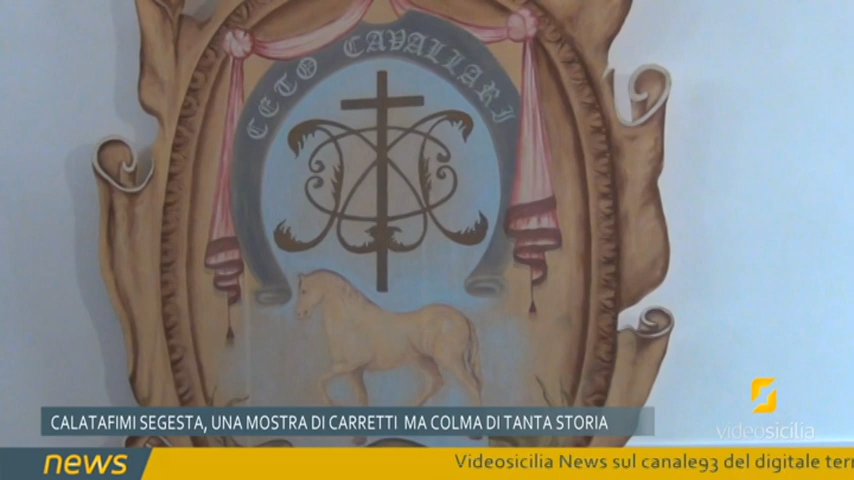 CETO CAVALLARI
CALATAFIMI SEGESTA, UNA MOSTRA DI CARRETTI MA COLMA DI TANTA STORIA
videosicilia
news
Videosicilia News sul canale93 del digitale terr